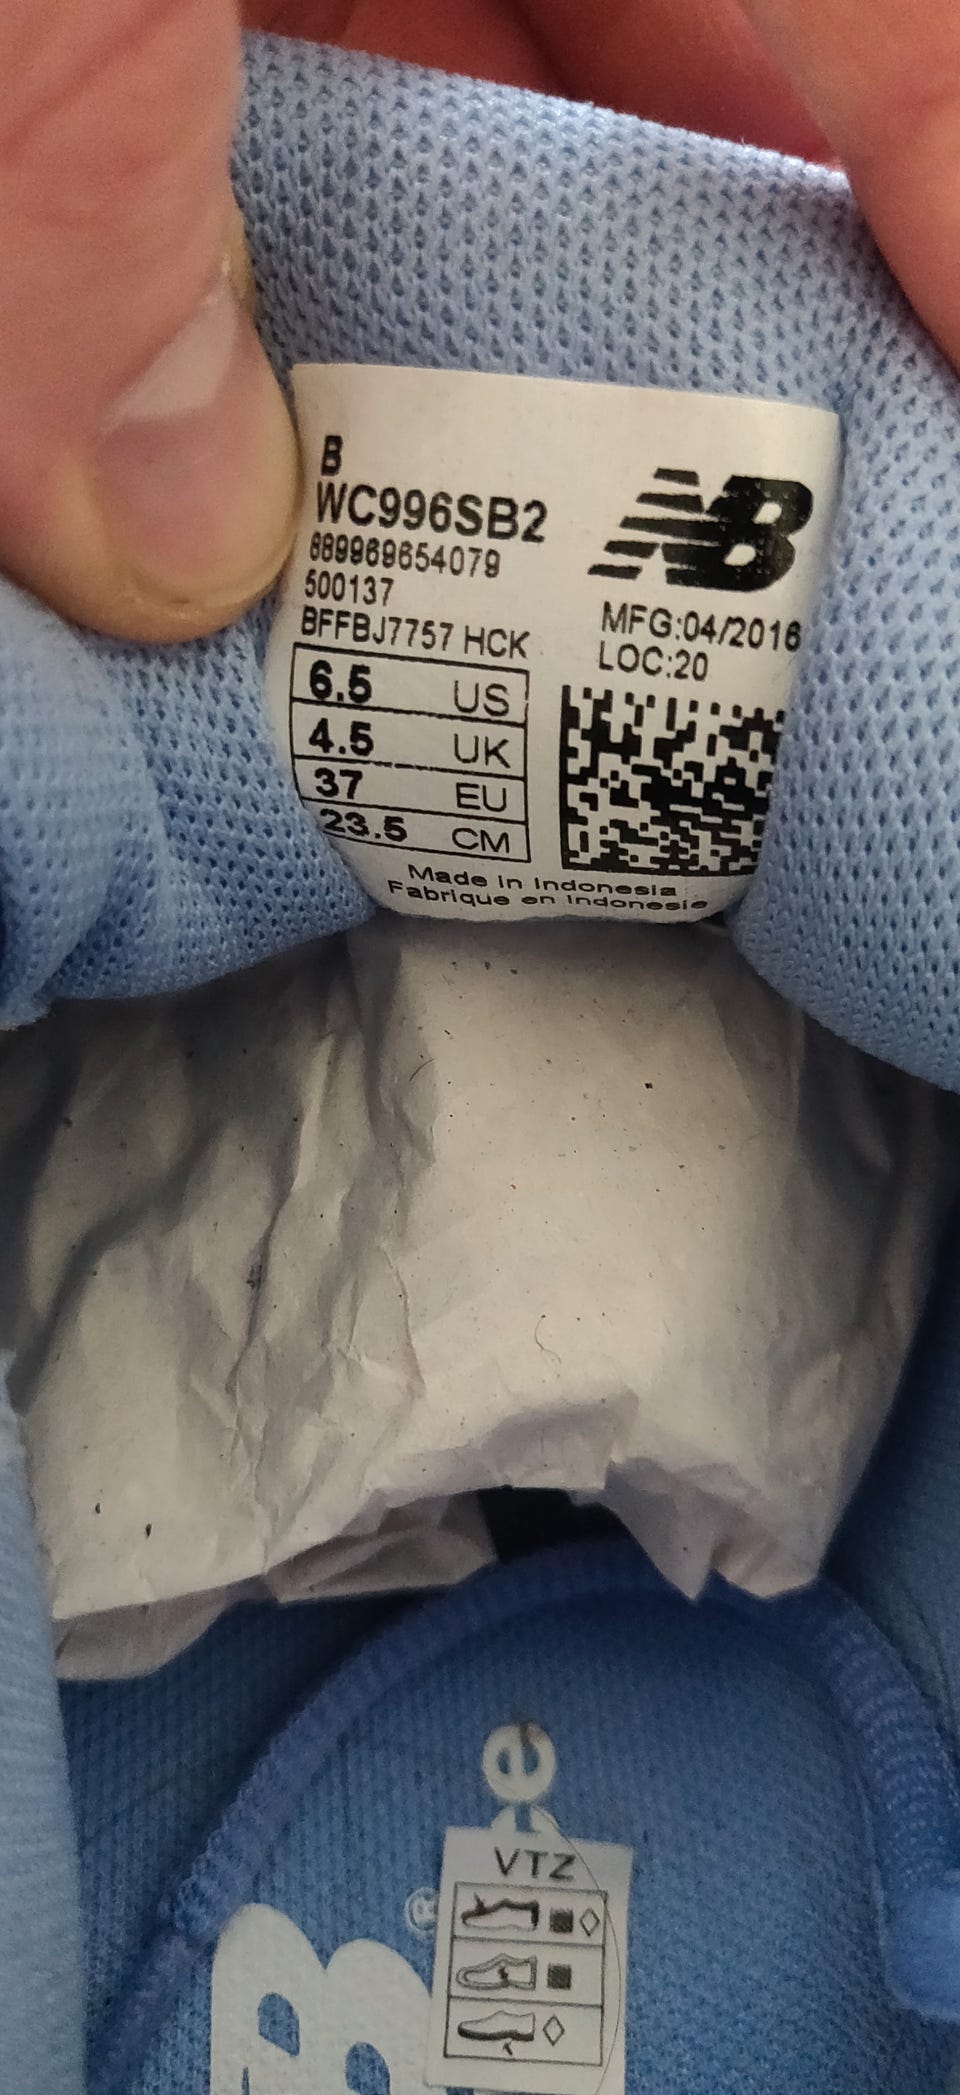 B
WC996SB2
889969654079
500137
BFFBJ7757 HCK
6.5 US
4.5 UK
37 EU
23.5 CM
NB
MFG:04/2016
LOC:20
Made in Indonesia
Fabrique en Indonesie
e
VTZ
B®